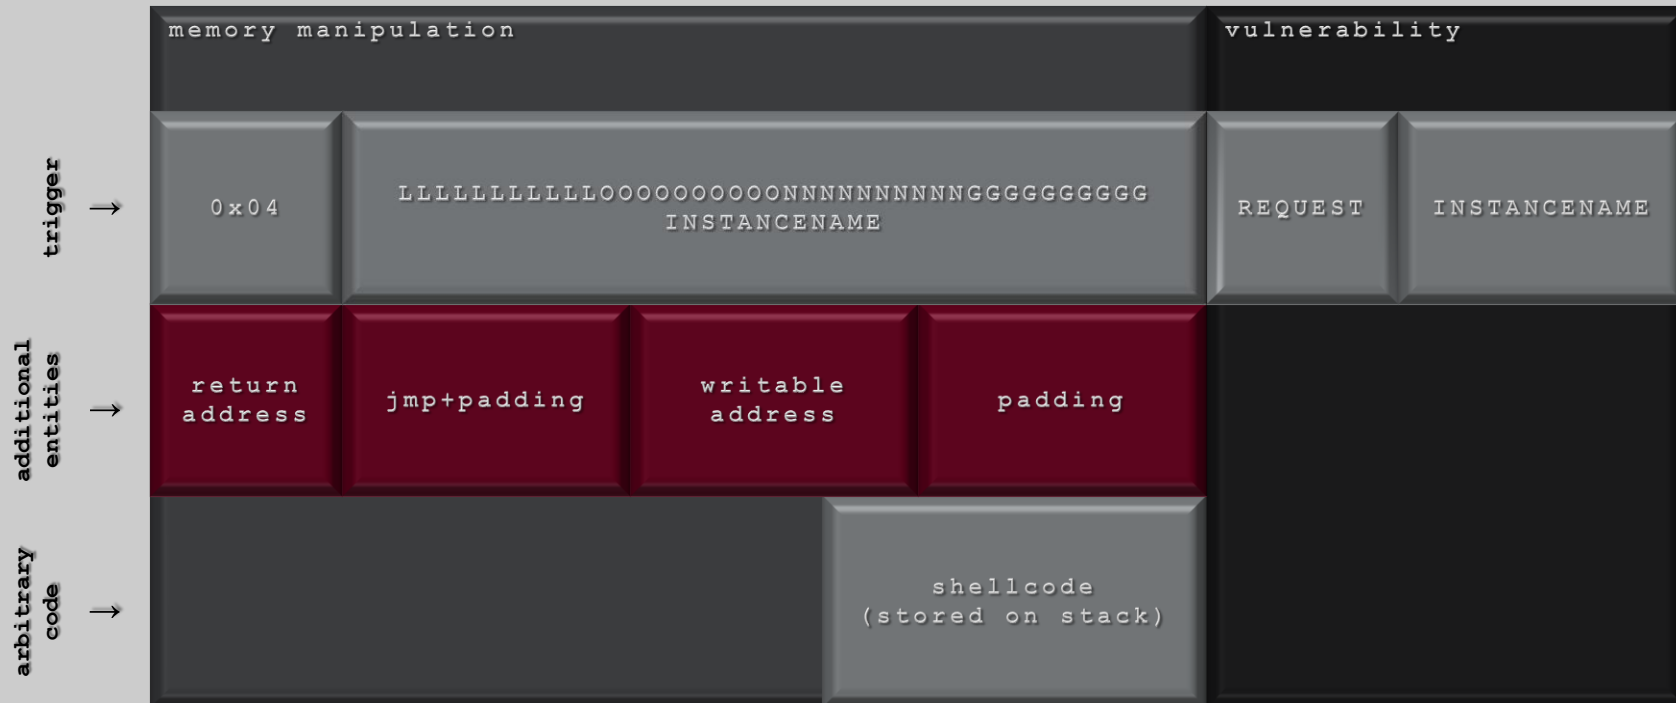 memory manipulation
vulnerability
trigger
→
0x04
LLLLLLLLLLLOOOOOOOOOONNNNNNNNNNGGGGGGGGGG
INSTANCENAME
REQUEST
INSTANCENAME
additional
entities
→
return
address
jmp+padding
writable
address
padding
arbitrary
code
→
shellcode
(stored on stack)